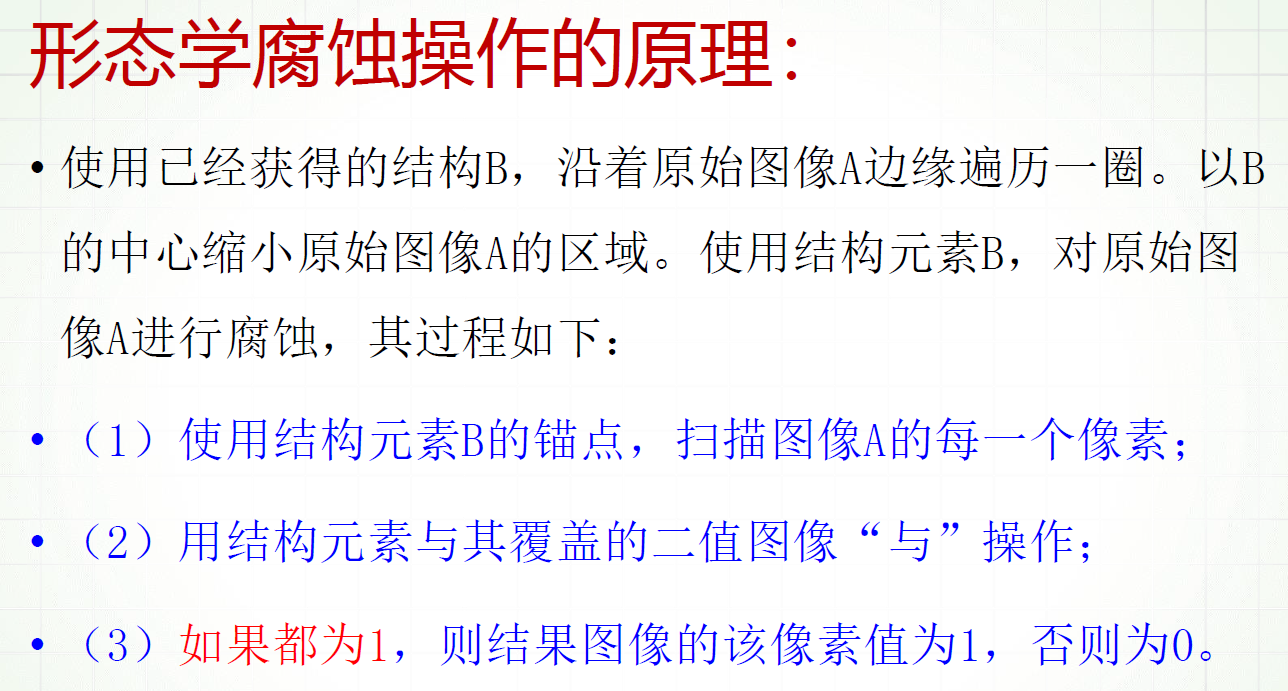 形态学腐蚀操作的原理：
• 使用已经获得的结构B，沿着原始图像A边缘遍历一圈。以B
的中心缩小原始图像A的区域。使用结构元素B，对原始图
像A进行腐蚀，其过程如下：
• （1）使用结构元素B的锚点，扫描图像A的每一个像素；
• （2）用结构元素与其覆盖的二值图像“与”操作；
• （3）如果都为1，则结果图像的该像素值为1，否则为0。